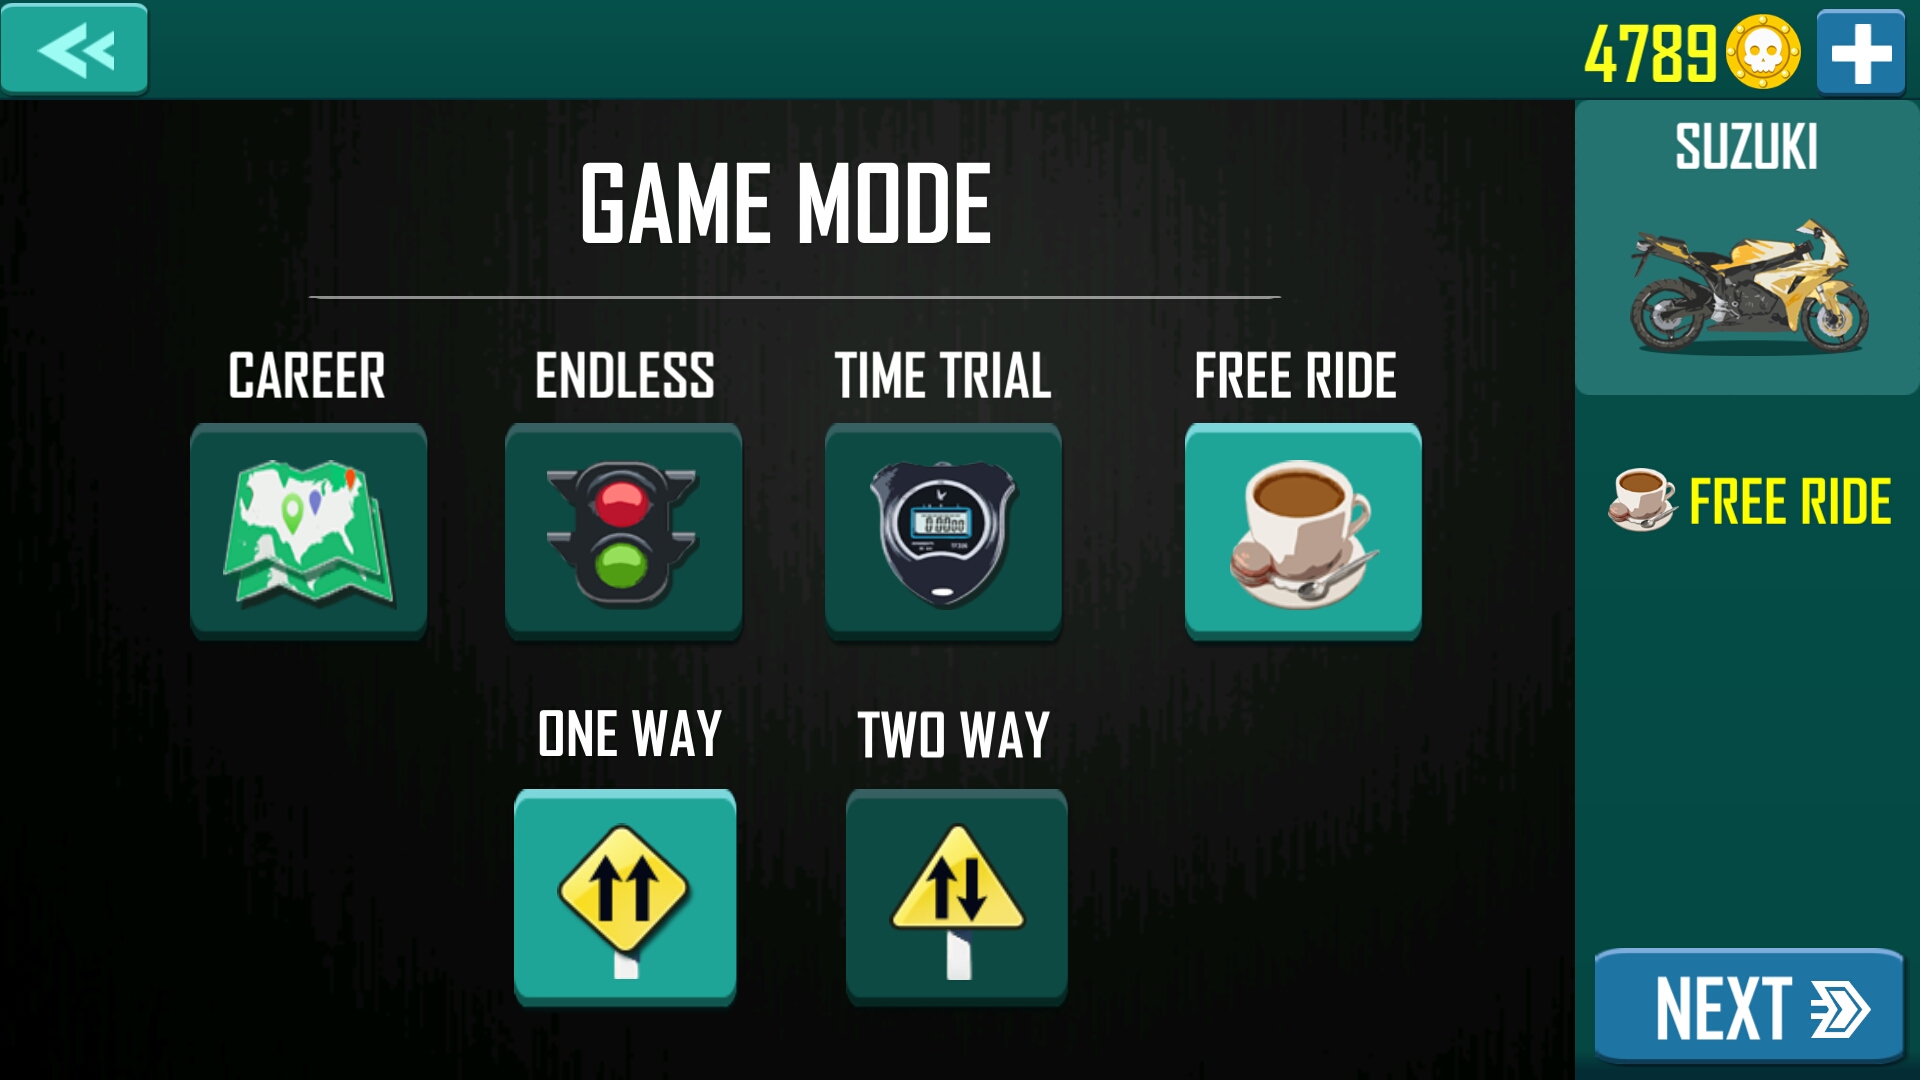 4789
SUZUKI
GAME MODE
CAREER
ENDLESS
TIME TRIAL
FREE RIDE
FREE RIDE
ONE WAY
TWO WAY
NEXT